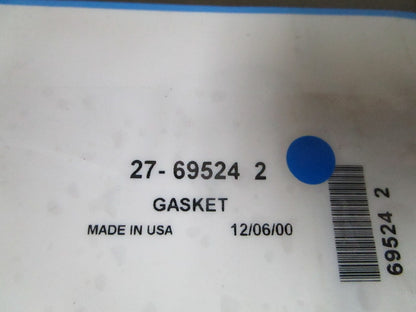 27- 69524 2
GASKET
MADE IN USA 12/06/00
69524 2